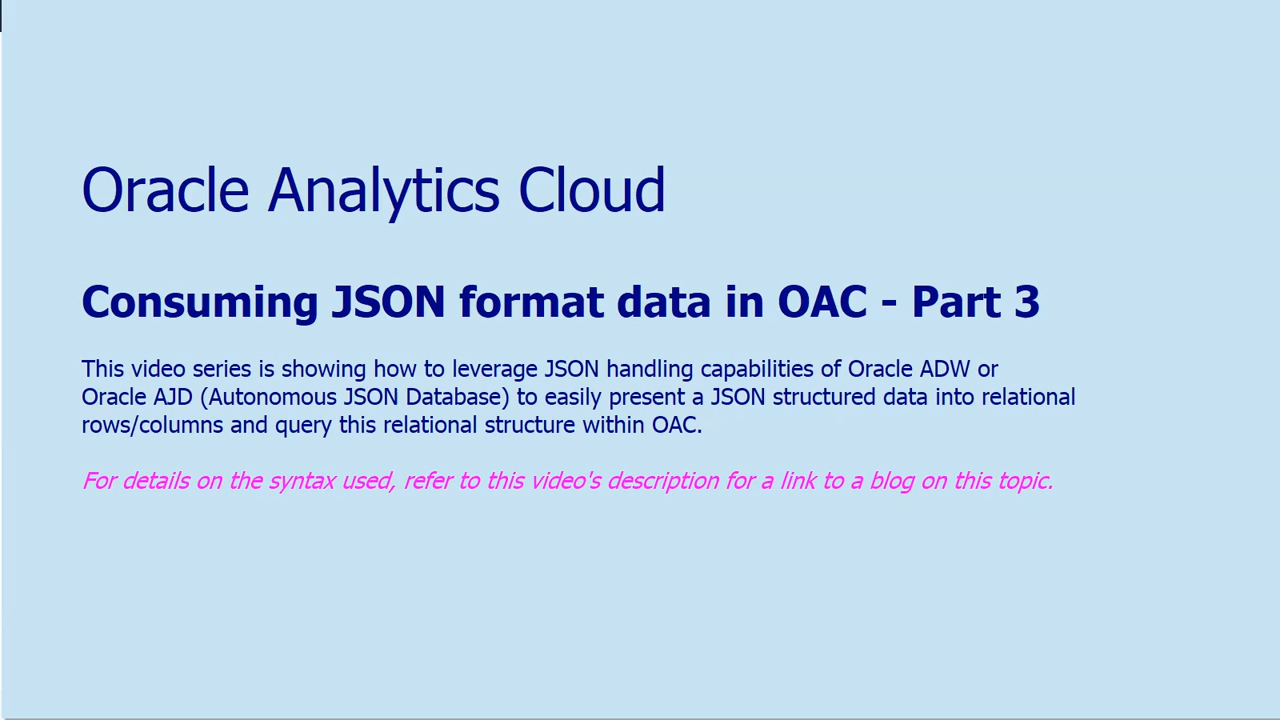 Oracle Analytics Cloud
Consuming JSON format data in OAC - Part 3
This video series is showing how to leverage JSON handling capabilities of Oracle ADW or
Oracle AJD (Autonomous JSON Database) to easily present a JSON structured data into relational
rows/columns and query this relational structure within OAC.
For details on the syntax used, refer to this video's description for a link to a blog on this topic.